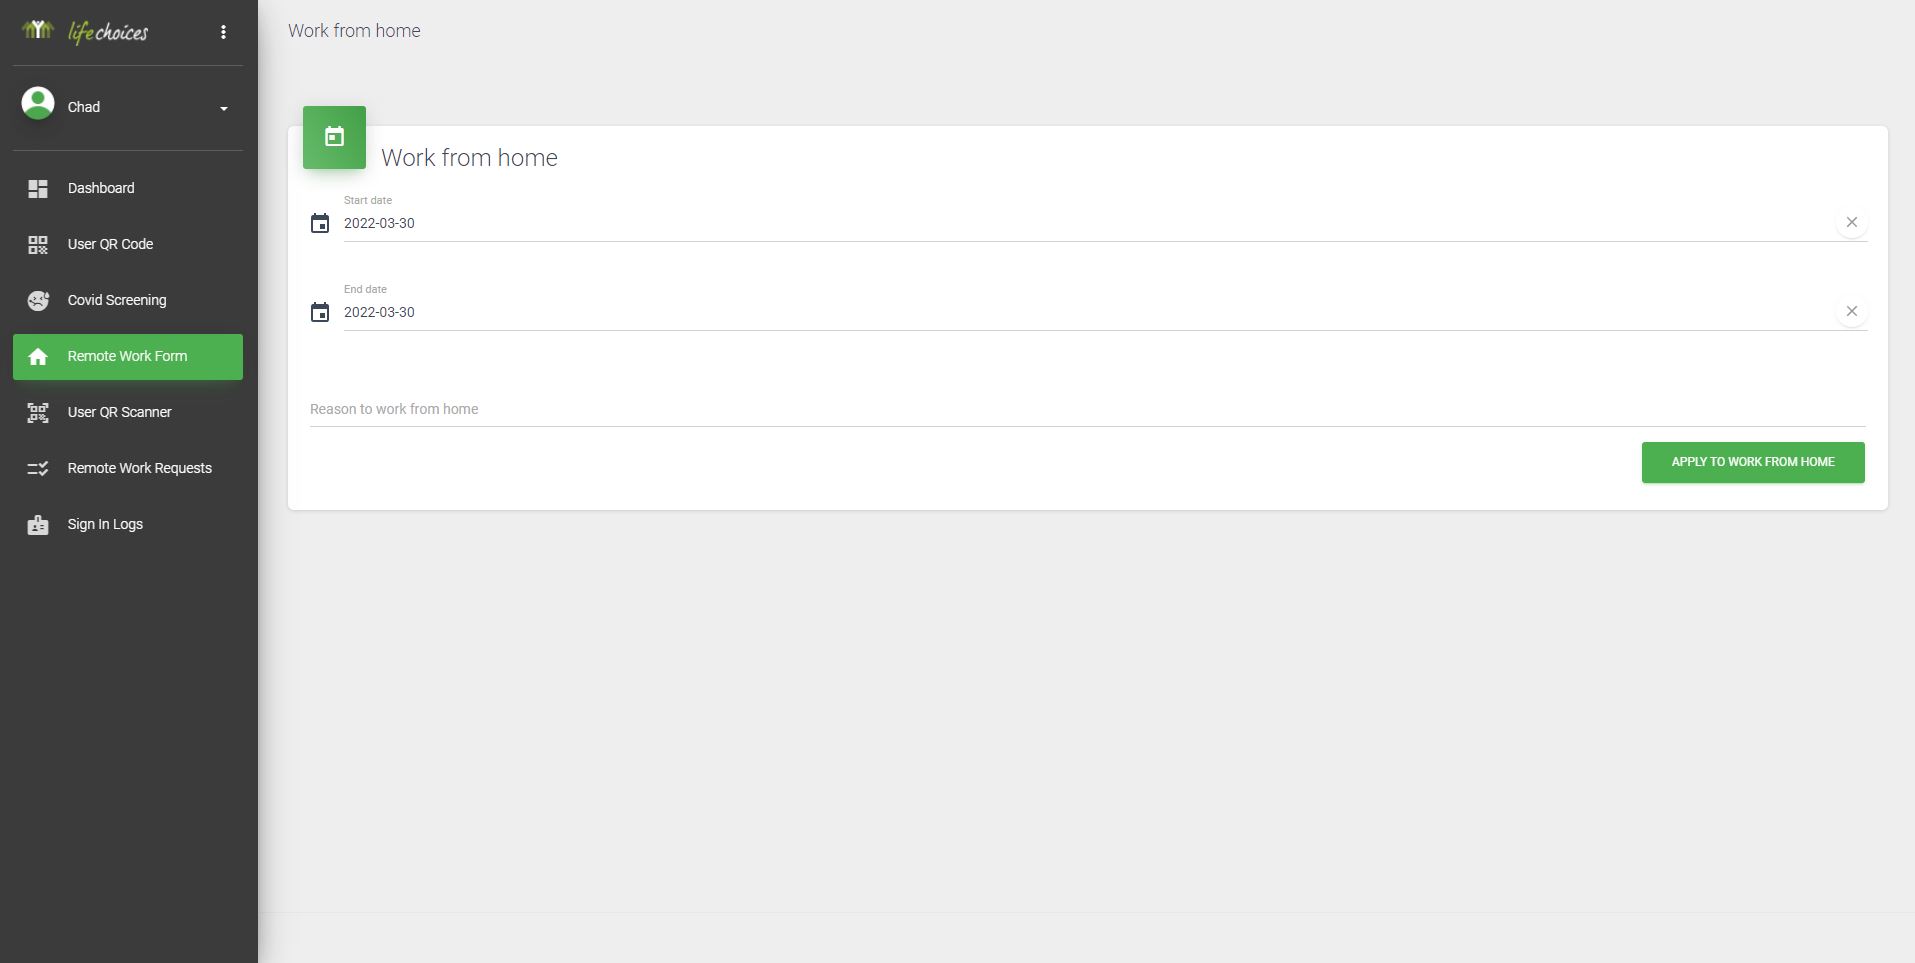 lifechoices
Chad
Dashboard
User QR Code
Covid Screening
Remote Work Form
User QR Scanner
Remote Work Requests
Sign In Logs
Work from home
Work from home
Start date
2022-03-30
End date
2022-03-30
Reason to work from home
APPLY TO WORK FROM HOME